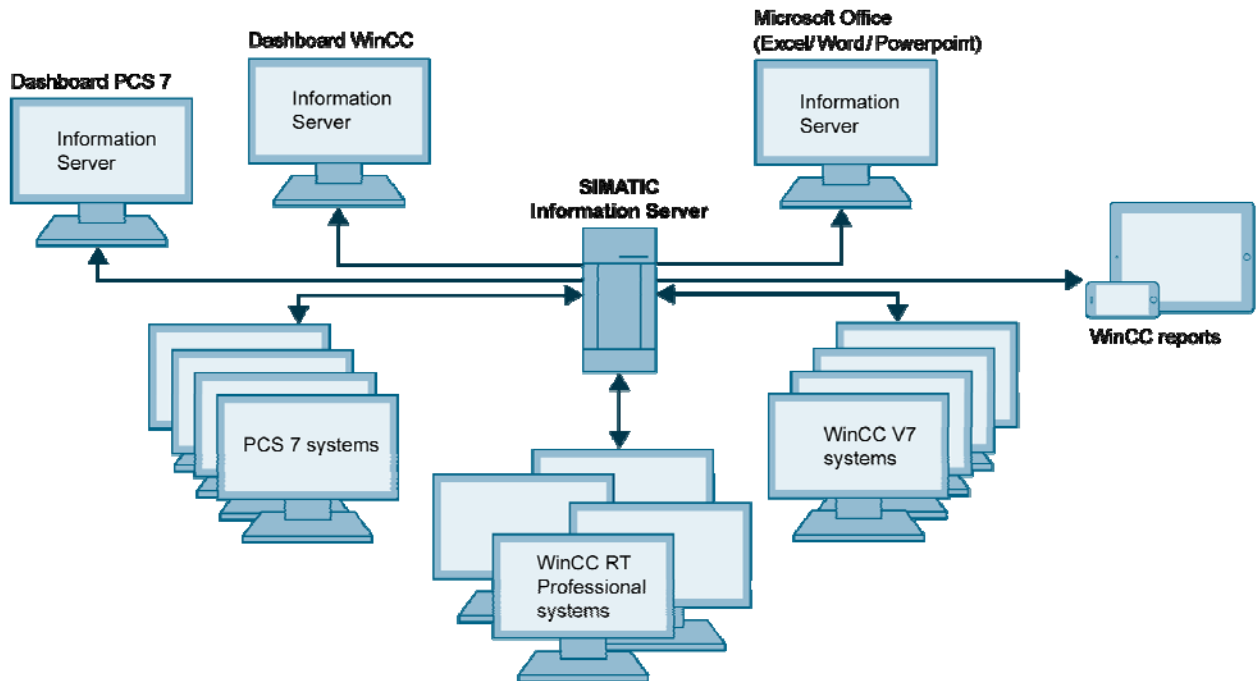 Microsoft Office
(Excel/Word/Powerpoint)
Dashboard WinCC
Dashboard PCS 7
Information
Server
Information
Server
Information
Server
SIMATIC
Information Server
WinCC reports
PCS 7 systems
WinCC V7
systems
WinCC RT
Professional
systems